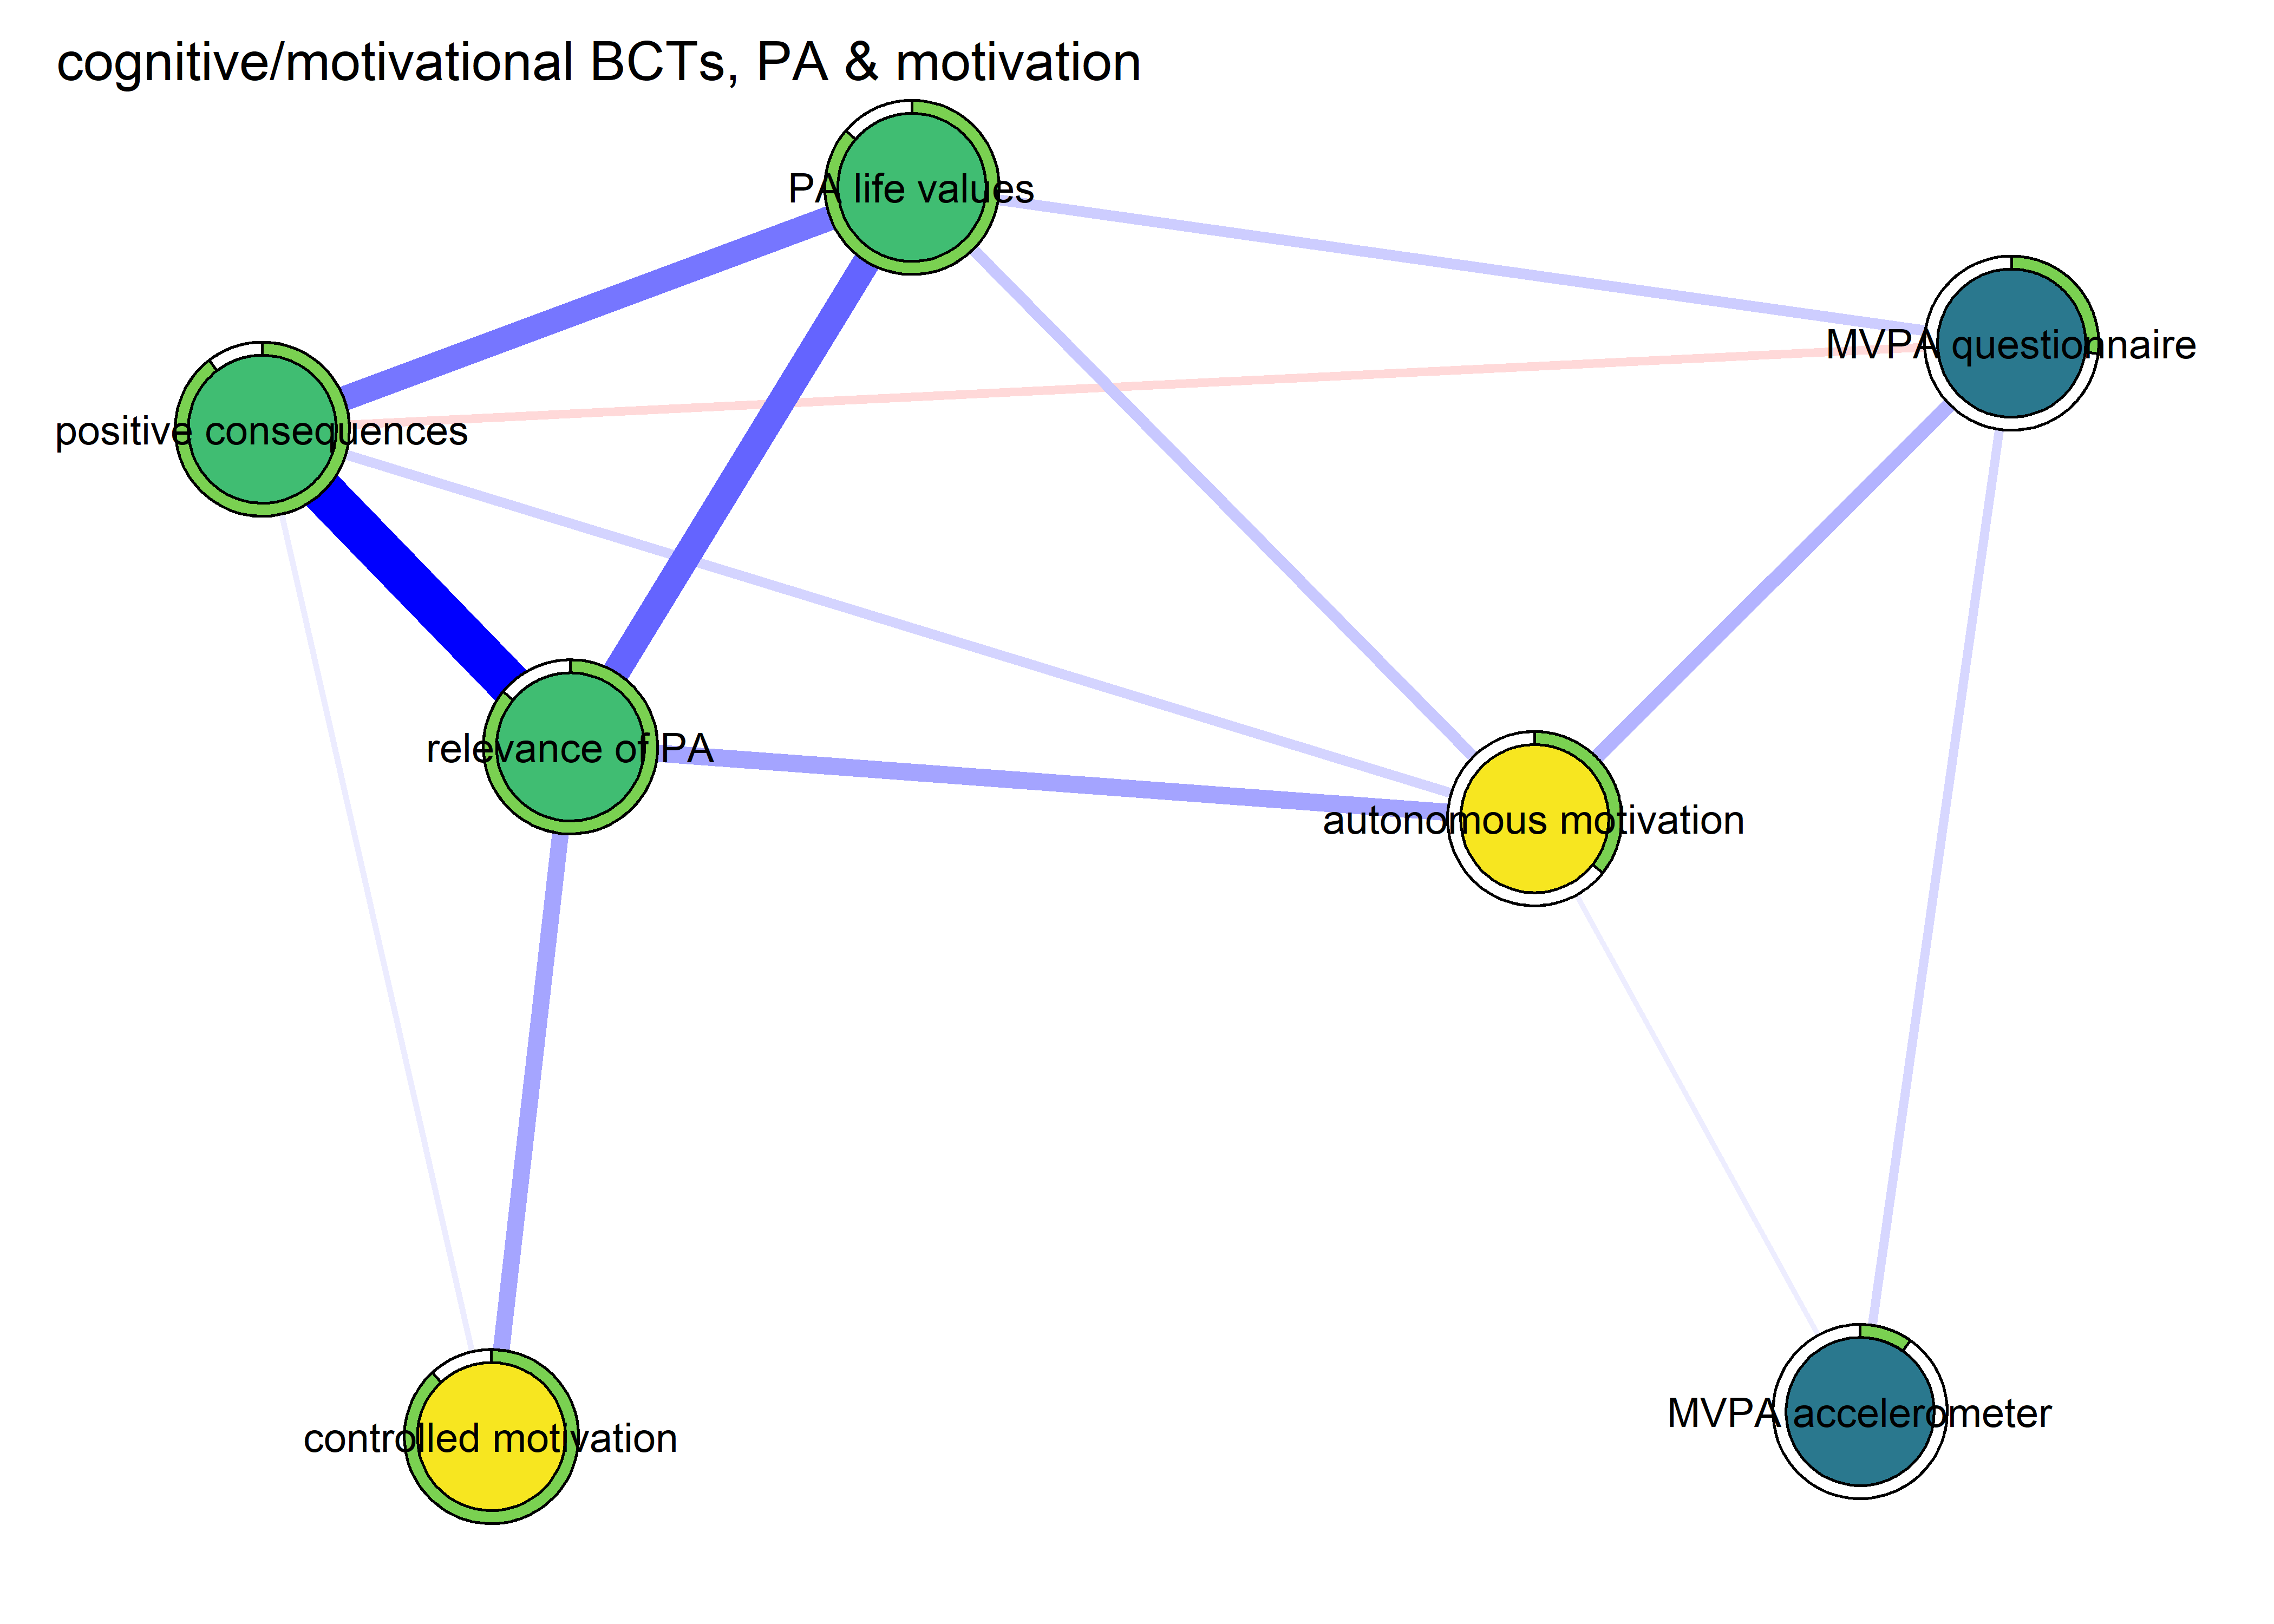 cognitive/motivational BCTs, PA & motivation
PA life values
MVPA questionnaire
positive consequences
relevance of PA
autonomous motivation
MVPA accelerometer
controlled motivation